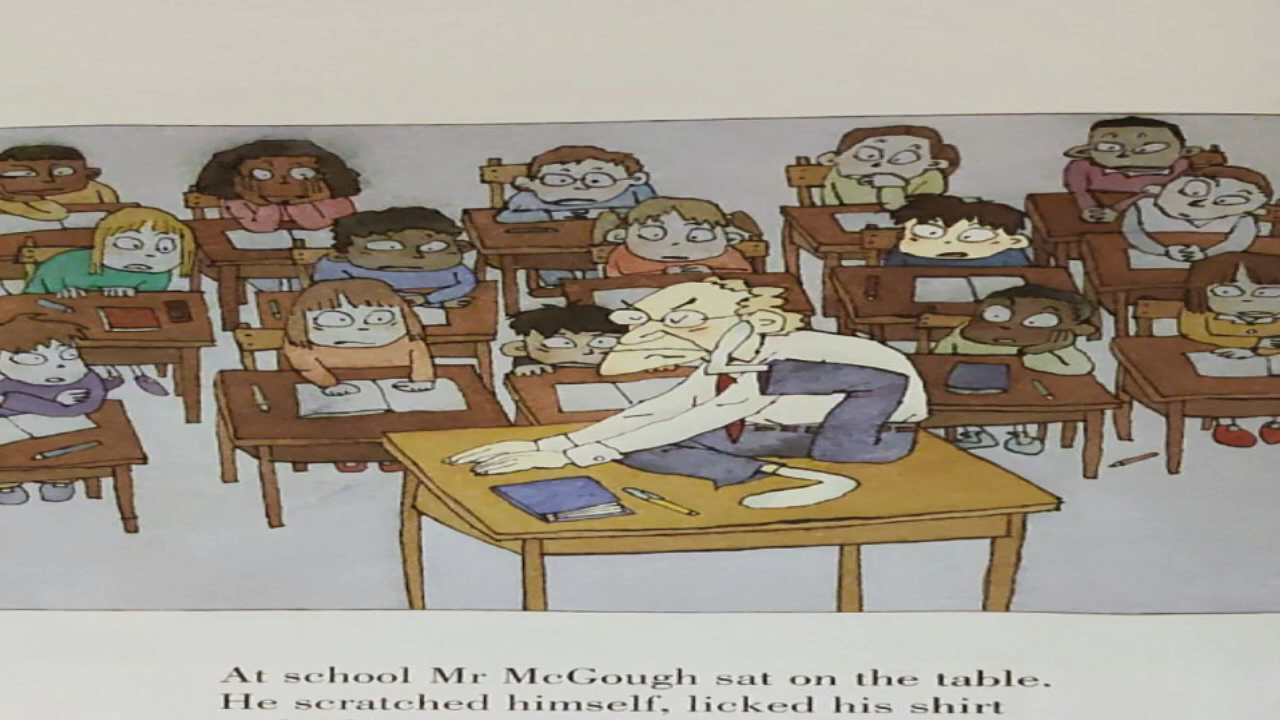 At school Mr McGough sat on the table.
He scratched himself, licked his shirt